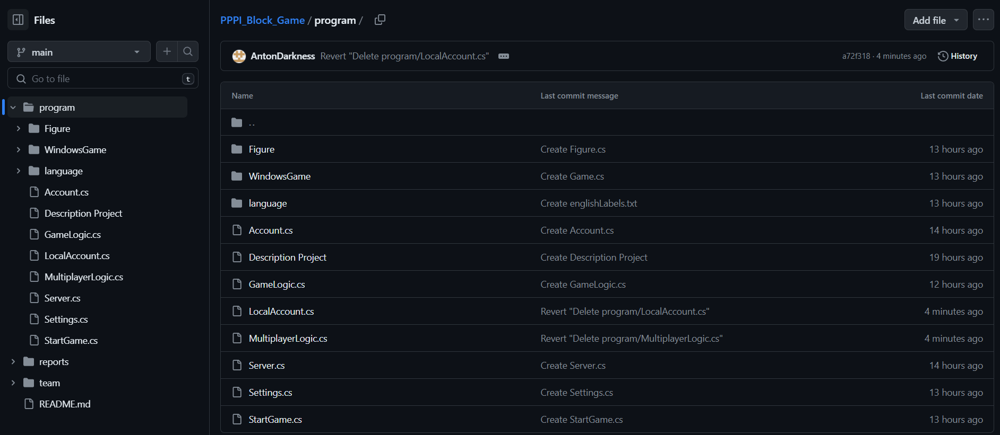 Files
main
Go to file
t
program
Figure
WindowsGame
language
Account.cs
Description Project
GameLogic.cs
LocalAccount.cs
MultiplayerLogic.cs
Server.cs
Settings.cs
StartGame.cs
reports
team
README.md
PPPI_Block_Game / program /
Add file
AntonDarkness Revert "Delete program/LocalAccount.cs" a72f318 · 4 minutes ago History
Name Last commit message Last commit date
..
Figure Create Figure.cs 13 hours ago
WindowsGame Create Game.cs 13 hours ago
language Create englishLabels.txt 13 hours ago
Account.cs Create Account.cs 14 hours ago
Description Project Create Description Project 19 hours ago
GameLogic.cs Create GameLogic.cs 12 hours ago
LocalAccount.cs Revert "Delete program/LocalAccount.cs" 4 minutes ago
MultiplayerLogic.cs Revert "Delete program/MultiplayerLogic.cs" 4 minutes ago
Server.cs Create Server.cs 14 hours ago
Settings.cs Create Settings.cs 13 hours ago
StartGame.cs Create StartGame.cs 13 hours ago